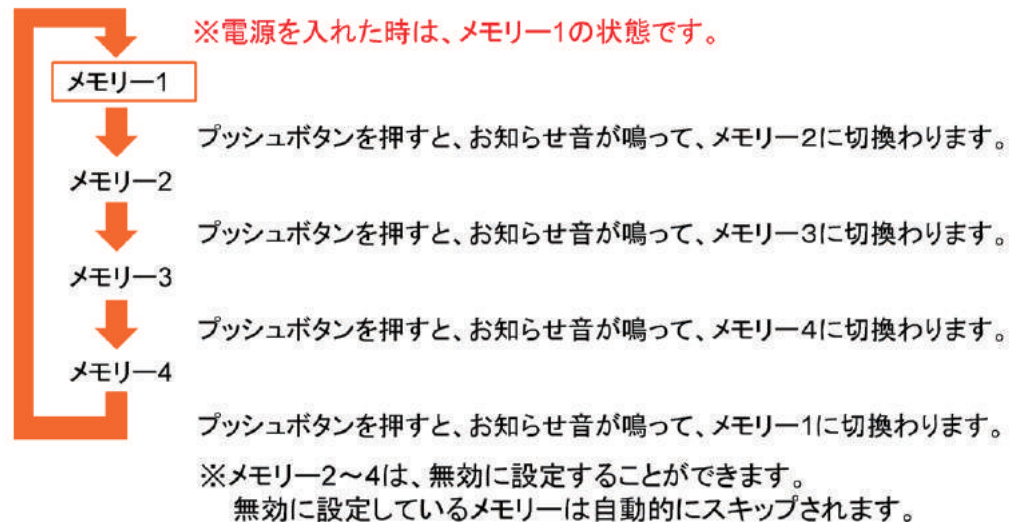 ※電源を入れた時は、メモリー1の状態です。
メモリー1
プッシュボタンを押すと、お知らせ音が鳴って、メモリー2に切換わります。
メモリー2
プッシュボタンを押すと、お知らせ音が鳴って、メモリー3に切換わります。
メモリー3
プッシュボタンを押すと、お知らせ音が鳴って、メモリー4に切換わります。
メモリー4
プッシュボタンを押すと、お知らせ音が鳴って、メモリー1に切換わります。
※メモリー2～4は、無効に設定することができます。
無効に設定しているメモリーは自動的にスキップされます。